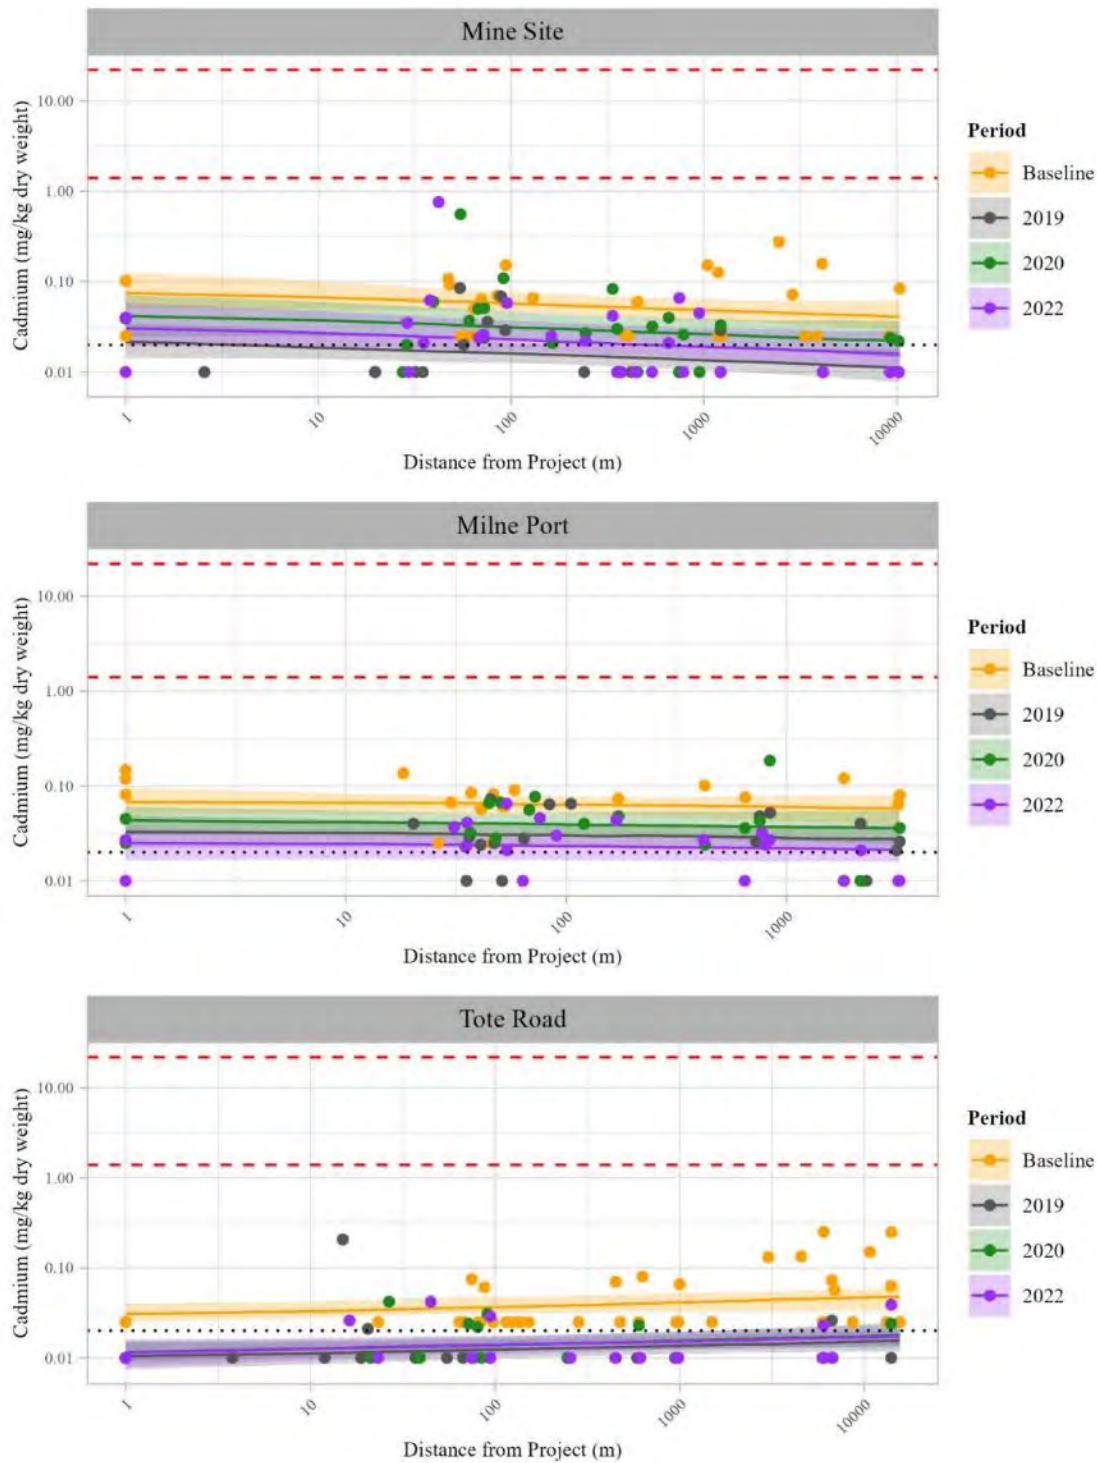 Mine Site
Cadmium (mg/kg dry weight)
10.00
1.00
0.10
0.01
1
10
100
1000
10000
Distance from Project (m)
Period
Baseline
2019
2020
2022
Milne Port
Cadmium (mg/kg dry weight)
10.00
1.00
0.10
0.01
1
10
100
1000
Distance from Project (m)
Period
Baseline
2019
2020
2022
Tote Road
Cadmium (mg/kg dry weight)
10.00
1.00
0.10
0.01
1
10
100
1000
10000
Distance from Project (m)
Period
Baseline
2019
2020
2022